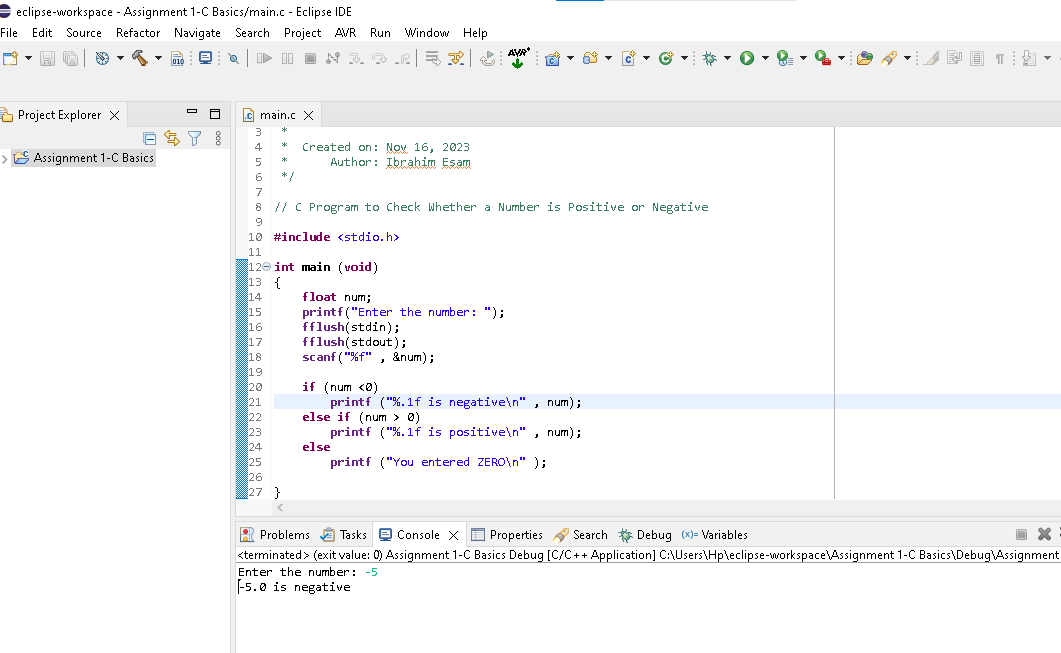 eclipse-workspace - Assignment 1-C Basics/main.c - Eclipse IDE
File Edit Source Refactor Navigate Search Project AVR Run Window Help
010
AVR
Project Explorer
main.c
Assignment 1-C Basics
3 *
4 * Created on: Nov 16, 2023
5 * Author: Ibrahim Esam
6 */
7
8 // C Program to Check Whether a Number is Positive or Negative
9
10 #include <stdio.h>
11
12 int main (void)
13 {
14 float num;
15 printf("Enter the number: ");
16 fflush(stdin);
17 fflush(stdout);
18 scanf("%f" , &num);
19
20 if (num <0)
21 printf ("%.1f is negative\n" , num);
22 else if (num > 0)
23 printf ("%.1f is positive\n" , num);
24 else
25 printf ("You entered ZERO\n" );
26
27 }
Problems Tasks Console Properties Search Debug (x)= Variables
<terminated> (exit value: 0) Assignment 1-C Basics Debug [C/C++ Application] C:\Users\Hp\eclipse-workspace\Assignment 1-C Basics\Debug\Assignment
Enter the number: -5
-5.0 is negative